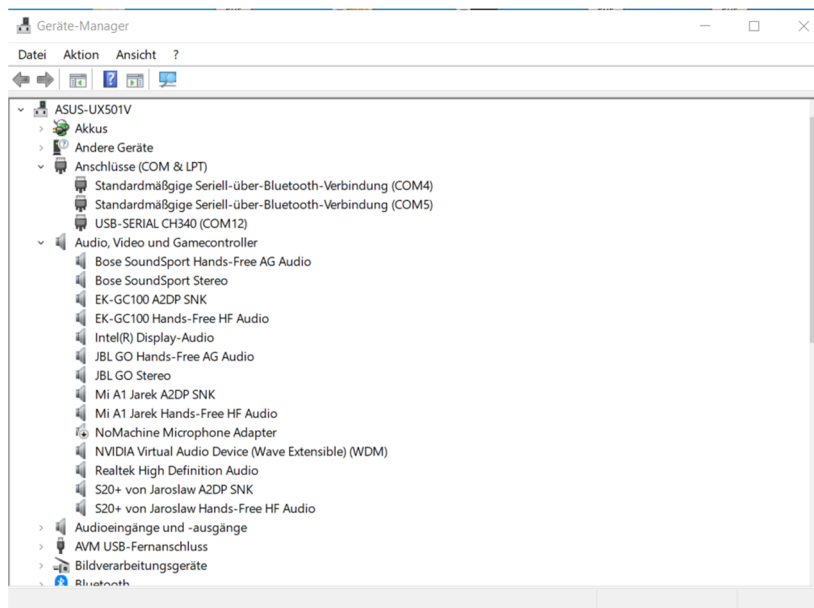 Geräte-Manager
Datei Aktion Ansicht ?
ASUS-UX501V
Akkus
Andere Geräte
Anschlüsse (COM & LPT)
Standardmäßgige Seriell-über-Bluetooth-Verbindung (COM4)
Standardmäßgige Seriell-über-Bluetooth-Verbindung (COM5)
USB-SERIAL CH340 (COM12)
Audio, Video und Gamecontroller
Bose SoundSport Hands-Free AG Audio
Bose SoundSport Stereo
EK-GC100 A2DP SNK
EK-GC100 Hands-Free HF Audio
Intel(R) Display-Audio
JBL GO Hands-Free AG Audio
JBL GO Stereo
Mi A1 Jarek A2DP SNK
Mi A1 Jarek Hands-Free HF Audio
NoMachine Microphone Adapter
NVIDIA Virtual Audio Device (Wave Extensible) (WDM)
Realtek High Definition Audio
S20+ von Jaroslaw A2DP SNK
S20+ von Jaroslaw Hands-Free HF Audio
Audioeingänge und -ausgänge
AVM USB-Fernanschluss
Bildverarbeitungsgeräte
Bluetooth